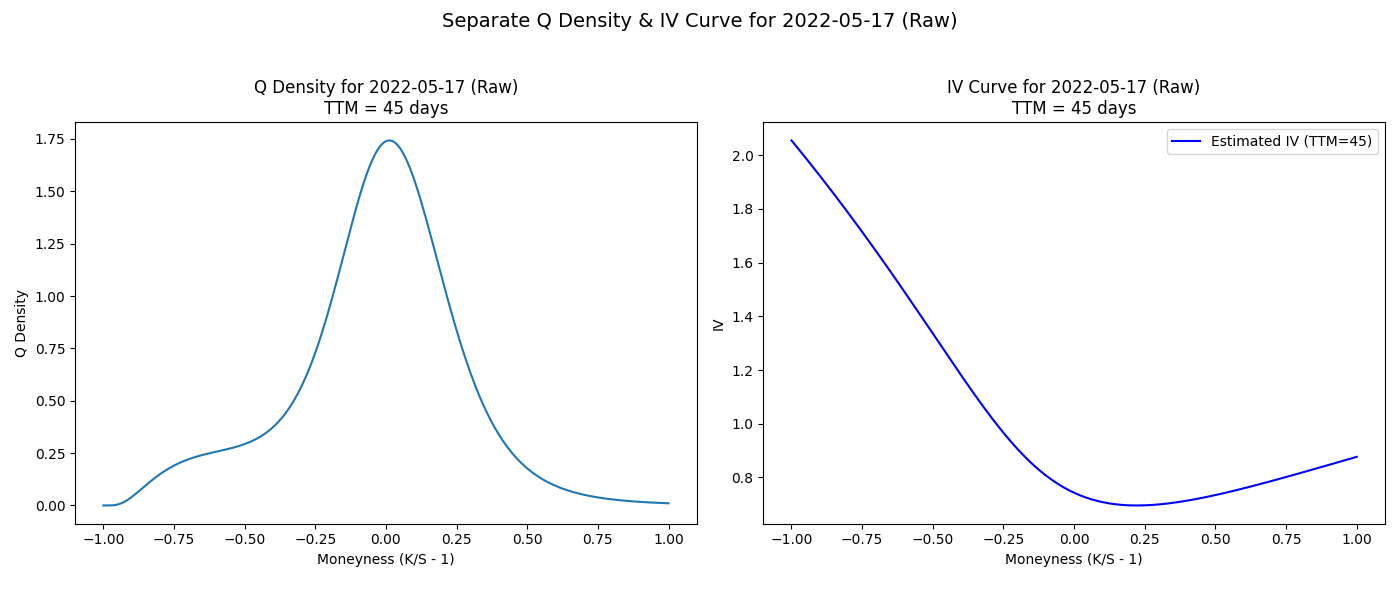 Separate Q Density & IV Curve for 2022-05-17 (Raw)
Q Density for 2022-05-17 (Raw)
TTM = 45 days
1.75
1.50
1.25
1.00
0.75
0.50
0.25
0.00
Q Density
−1.00 −0.75 −0.50 −0.25 0.00 0.25 0.50 0.75 1.00
Moneyness (K/S - 1)
IV Curve for 2022-05-17 (Raw)
TTM = 45 days
Estimated IV (TTM=45)
2.0
1.8
1.6
1.4
1.2
1.0
0.8
IV
−1.00 −0.75 −0.50 −0.25 0.00 0.25 0.50 0.75 1.00
Moneyness (K/S - 1)